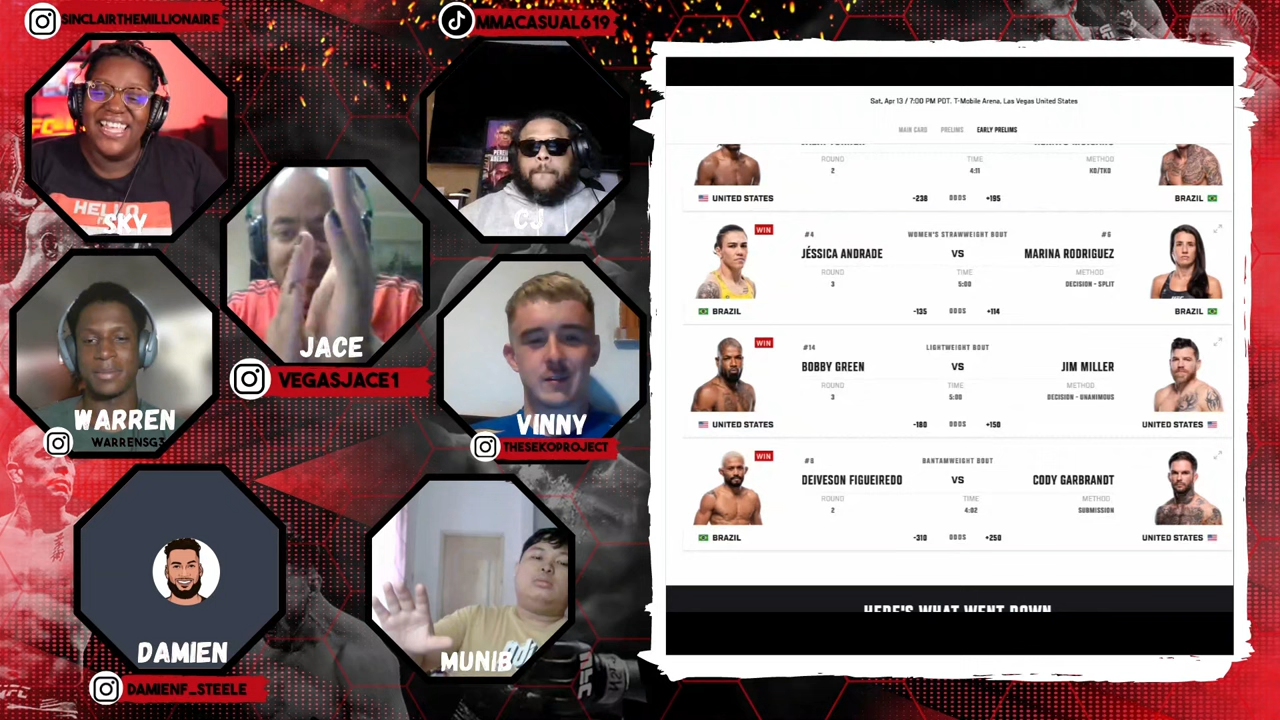 SINCLAIRTHEMILLIONAIRE
MMACASUAL619
HELLO
SKY
CJ
JACE
VEGASJACE1
WARREN
WARRENSG3
VINNY
THESEKOPROJECT
DAMIEN
DAMIENF_STEELE
MUNIB
Sat, Apr 13 / 7:00 PM PDT. T-Mobile Arena, Las Vegas United States
MAIN CARD PRELIMS EARLY PRELIMS
ROUND TIME METHOD
2 4:11 KO/TKO
UNITED STATES -238 ODDS +195 BRAZIL
WIN #4 WOMEN'S STRAWWEIGHT BOUT #6
JÉSSICA ANDRADE VS MARINA RODRIGUEZ
ROUND TIME METHOD
3 5:00 DECISION - SPLIT
BRAZIL -135 ODDS +114 BRAZIL
WIN #14 LIGHTWEIGHT BOUT
BOBBY GREEN VS JIM MILLER
ROUND TIME METHOD
3 5:00 DECISION - UNANIMOUS
UNITED STATES -180 ODDS +150 UNITED STATES
WIN #8 BANTAMWEIGHT BOUT
DEIVESON FIGUEIREDO VS CODY GARBRANDT
ROUND TIME METHOD
2 4:02 SUBMISSION
BRAZIL -310 ODDS +250 UNITED STATES
HERE'S WHAT WENT DOWN